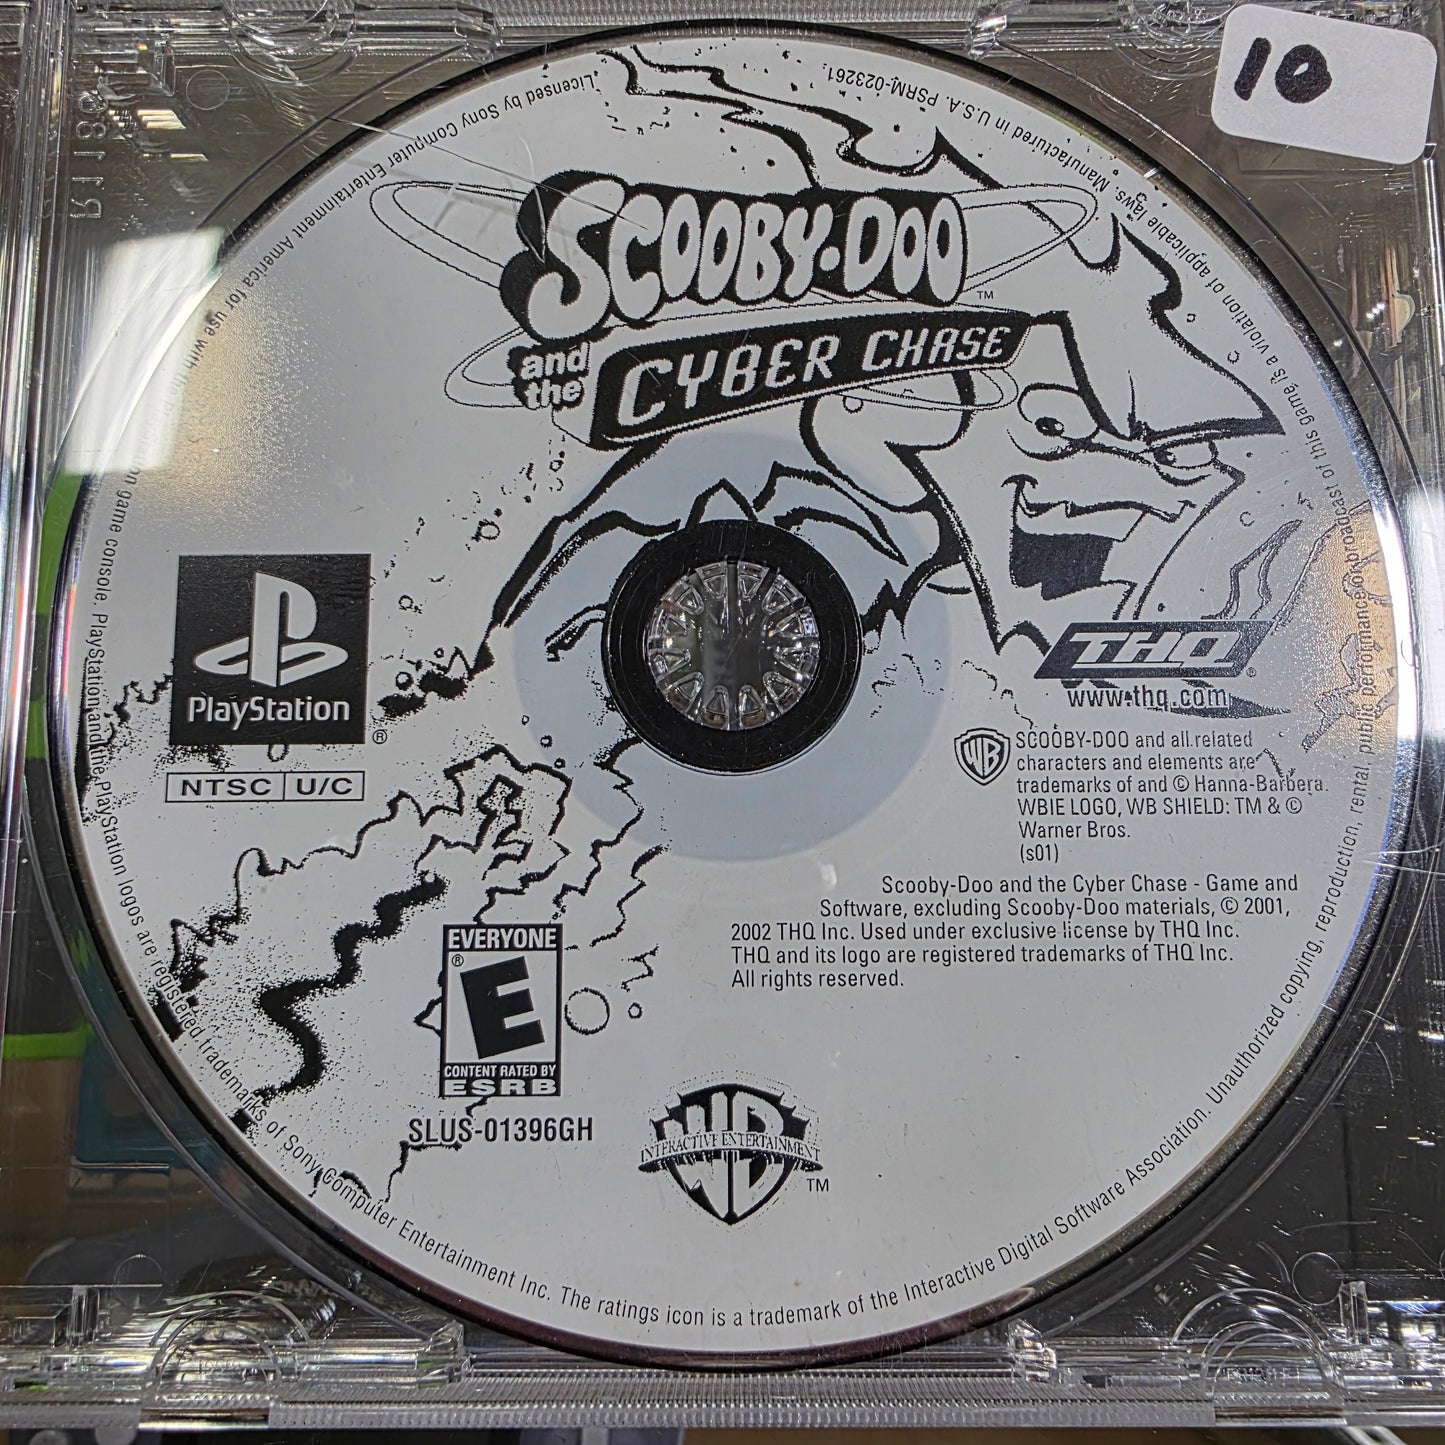 10
SCOOBY-DOO ™
and the
CYBER CHASE
PlayStation ®
NTSC U/C
THQ ®
www.thq.com
WB
SCOOBY-DOO and all related
characters and elements are
trademarks of and © Hanna-Barbera.
WBIE LOGO, WB SHIELD: TM & ©
Warner Bros.
(s01)
Scooby-Doo and the Cyber Chase - Game and
Software, excluding Scooby-Doo materials, © 2001,
2002 THQ Inc. Used under exclusive license by THQ Inc.
THQ and its logo are registered trademarks of THQ Inc.
All rights reserved.
EVERYONE
®
E
CONTENT RATED BY
ESRB
SLUS-01396GH
WB
INTERACTIVE ENTERTAINMENT
™
Licensed by Sony Computer Entertainment America for use with the PlayStation game console. PlayStation and the PlayStation logos are registered trademarks of Sony Computer Entertainment Inc. The ratings icon is a trademark of the Interactive Digital Software Association. Unauthorized copying, reproduction, rental, public performance or broadcast of this game is a violation of applicable laws. Manufactured in U.S.A. PSRM-023261.